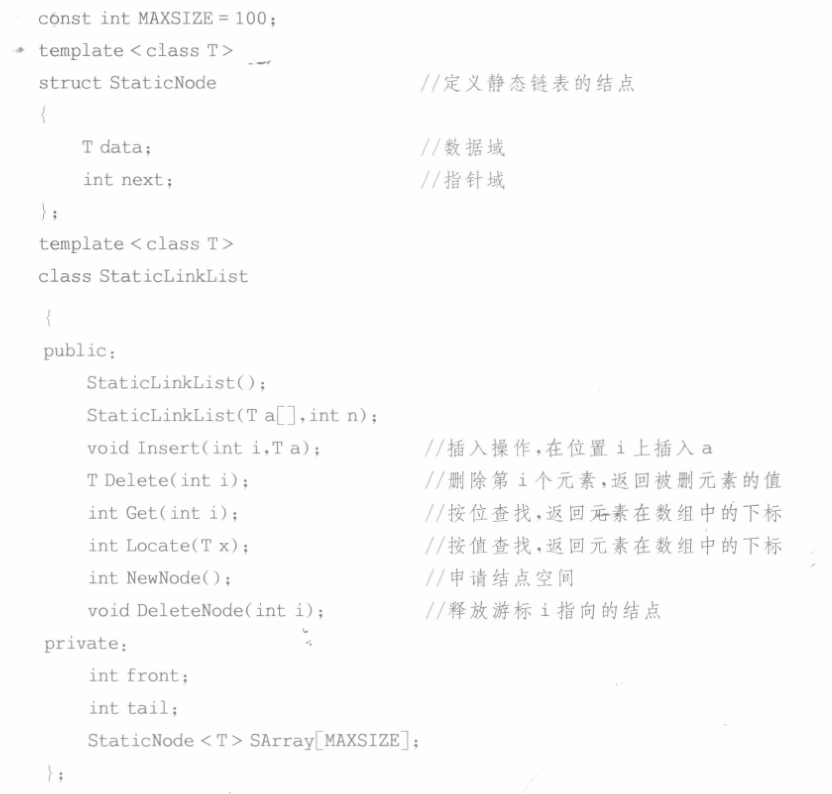 const int MAXSIZE = 100;
template < class T >
struct StaticNode //定义静态链表的结点
{
T data; //数据域
int next; //指针域
};
template < class T >
class StaticLinkList
{
public:
StaticLinkList();
StaticLinkList(T a[],int n);
void Insert(int i,T a); //插入操作,在位置 i 上插入 a
T Delete(int i); //删除第 i 个元素,返回被删元素的值
int Get(int i); //按位查找,返回元素在数组中的下标
int Locate(T x); //按值查找,返回元素在数组中的下标
int NewNode(); //申请结点空间
void DeleteNode(int i); //释放游标 i 指向的结点
private:
int front;
int tail;
StaticNode < T > SArray[MAXSIZE];
};